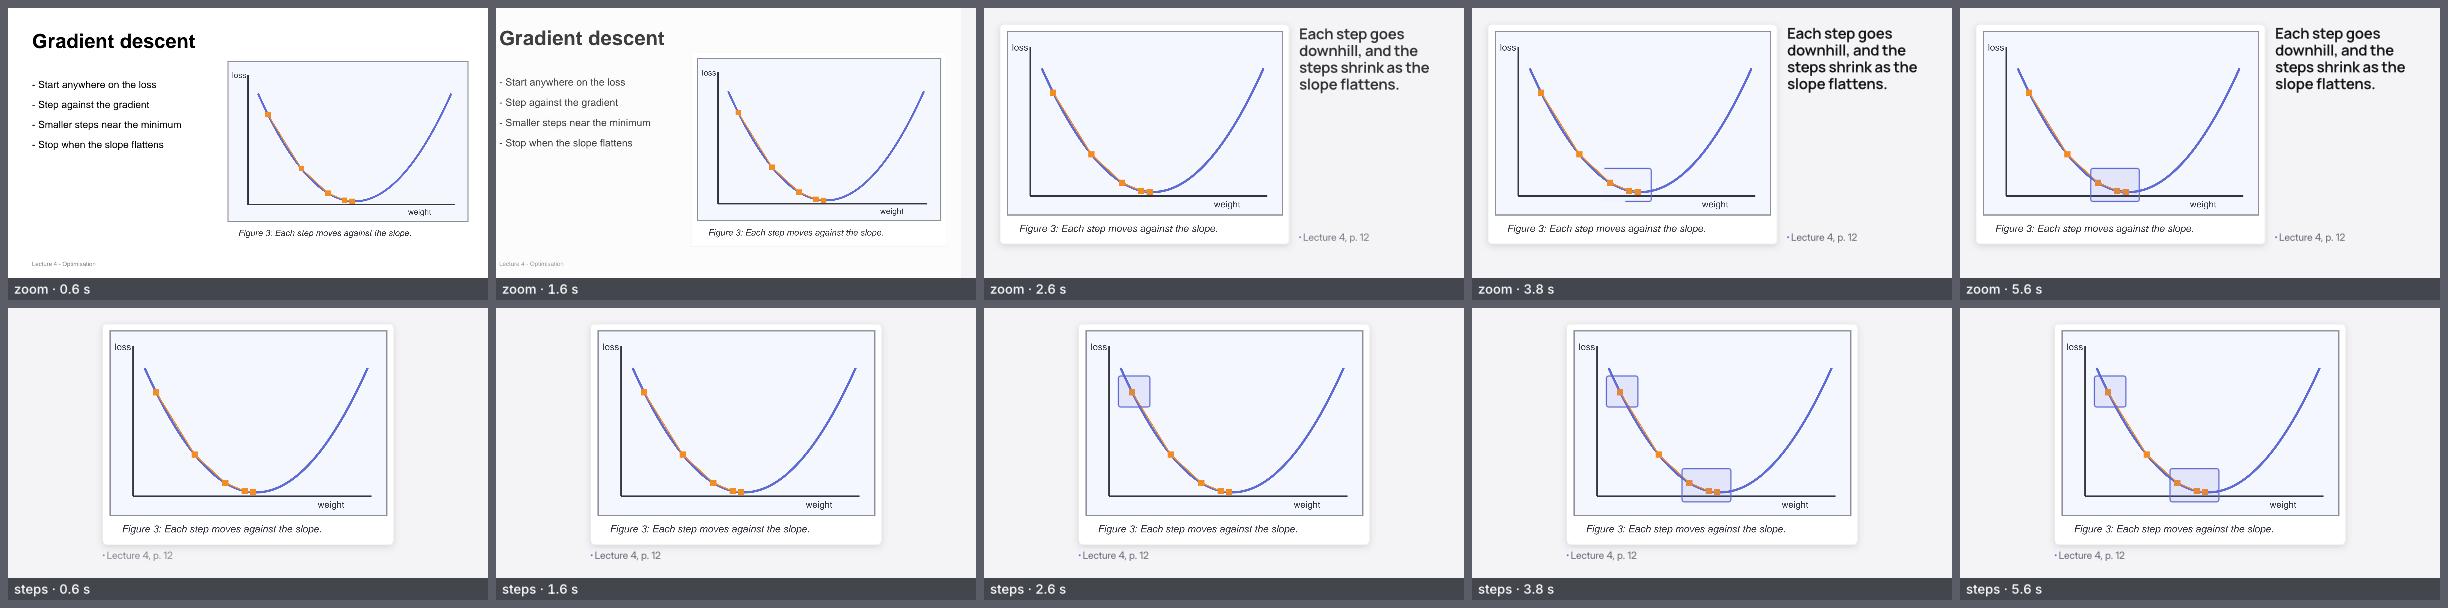 Gradient descent
- Start anywhere on the loss
- Step against the gradient
- Smaller steps near the minimum
- Stop when the slope flattens
loss
weight
Figure 3: Each step moves against the slope.
Lecture 4 - Optimisation
zoom · 0.6 s
Gradient descent
- Start anywhere on the loss
- Step against the gradient
- Smaller steps near the minimum
- Stop when the slope flattens
loss
weight
Figure 3: Each step moves against the slope.
Lecture 4 - Optimisation
zoom · 1.6 s
loss
weight
Figure 3: Each step moves against the slope.
Each step goes
downhill, and the
steps shrink as the
slope flattens.
· Lecture 4, p. 12
zoom · 2.6 s
loss
weight
Figure 3: Each step moves against the slope.
Each step goes
downhill, and the
steps shrink as the
slope flattens.
· Lecture 4, p. 12
zoom · 3.8 s
loss
weight
Figure 3: Each step moves against the slope.
Each step goes
downhill, and the
steps shrink as the
slope flattens.
· Lecture 4, p. 12
zoom · 5.6 s
loss
weight
Figure 3: Each step moves against the slope.
· Lecture 4, p. 12
steps · 0.6 s
loss
weight
Figure 3: Each step moves against the slope.
· Lecture 4, p. 12
steps · 1.6 s
loss
weight
Figure 3: Each step moves against the slope.
· Lecture 4, p. 12
steps · 2.6 s
loss
weight
Figure 3: Each step moves against the slope.
· Lecture 4, p. 12
steps · 3.8 s
loss
weight
Figure 3: Each step moves against the slope.
· Lecture 4, p. 12
steps · 5.6 s